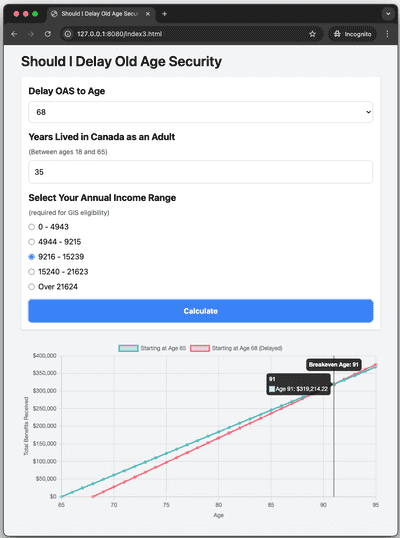 Should I Delay Old Age Security
127.0.0.1:8080/index3.html
Incognito
Should I Delay Old Age Security
Delay OAS to Age
68
Years Lived in Canada as an Adult
(Between ages 18 and 65)
35
Select Your Annual Income Range
(required for GIS eligibility)
0 - 4943
4944 - 9215
9216 - 15239
15240 - 21623
Over 21624
Calculate
Starting at Age 65
Starting at Age 68 (Delayed)
$400,000
$350,000
$300,000
$250,000
$200,000
$150,000
$100,000
$50,000
$0
Total Benefits Received
Breakeven Age: 91
91
Age 91: $319,214.22
65
70
75
80
85
90
95
Age